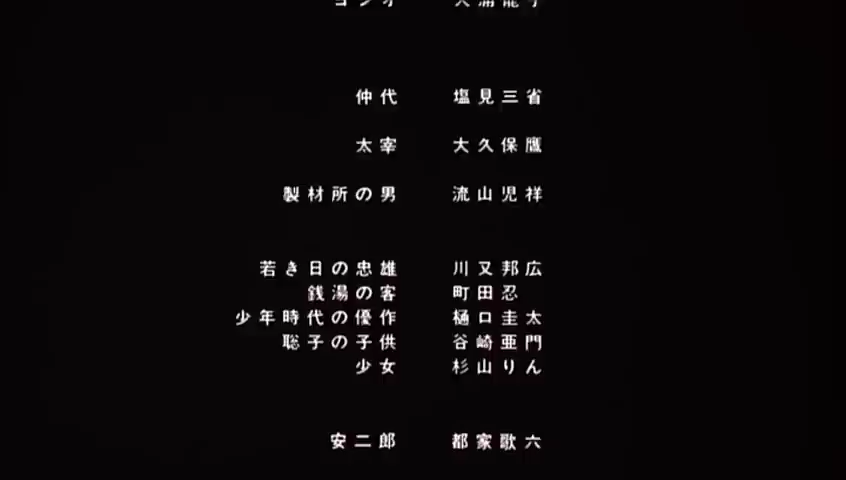 仲代 塩見三省
太宰 大久保鷹
製材所の男 流山児祥
若き日の忠雄 川又邦広
銭湯の客 町田忍
少年時代の優作 樋口圭太
聡子の子供 谷崎亜門
少女 杉山りん
安二郎 都家歌六